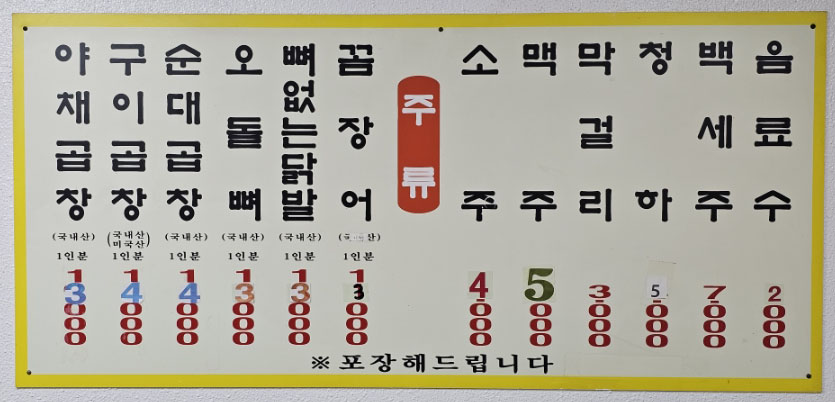 야채곱창
(국내산)
1인분
13000
구이곱창
(국내산
미국산)
1인분
14000
순대곱창
(국내산)
1인분
14000
오돌뼈
(국내산)
1인분
13000
뼈없는닭발
(국내산)
1인분
13000
꼼장어
산)
1인분
13000
주류
소주
4000
맥주
5000
막걸리
3000
청하
5000
백세주
7000
음료수
2000
※포장해드립니다